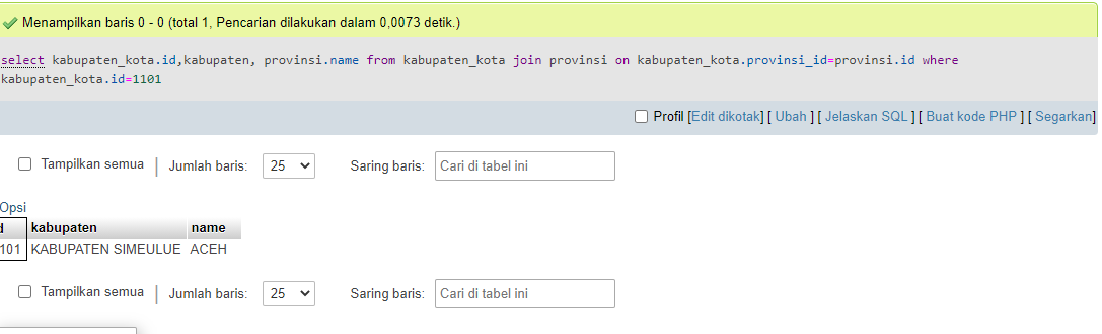 Menampilkan baris 0 - 0 (total 1, Pencarian dilakukan dalam 0,0073 detik.)
select kabupaten_kota.id,kabupaten, provinsi.name from kabupaten_kota join provinsi on kabupaten_kota.provinsi_id=provinsi.id where
kabupaten_kota.id=1101
Profil [Edit dikotak] [ Ubah ] [ Jelaskan SQL ] [ Buat kode PHP ] [ Segarkan]
Tampilkan semua | Jumlah baris: 25 Saring baris: Cari di tabel ini
Opsi
d kabupaten name
101 KABUPATEN SIMEULUE ACEH
Tampilkan semua | Jumlah baris: 25 Saring baris: Cari di tabel ini